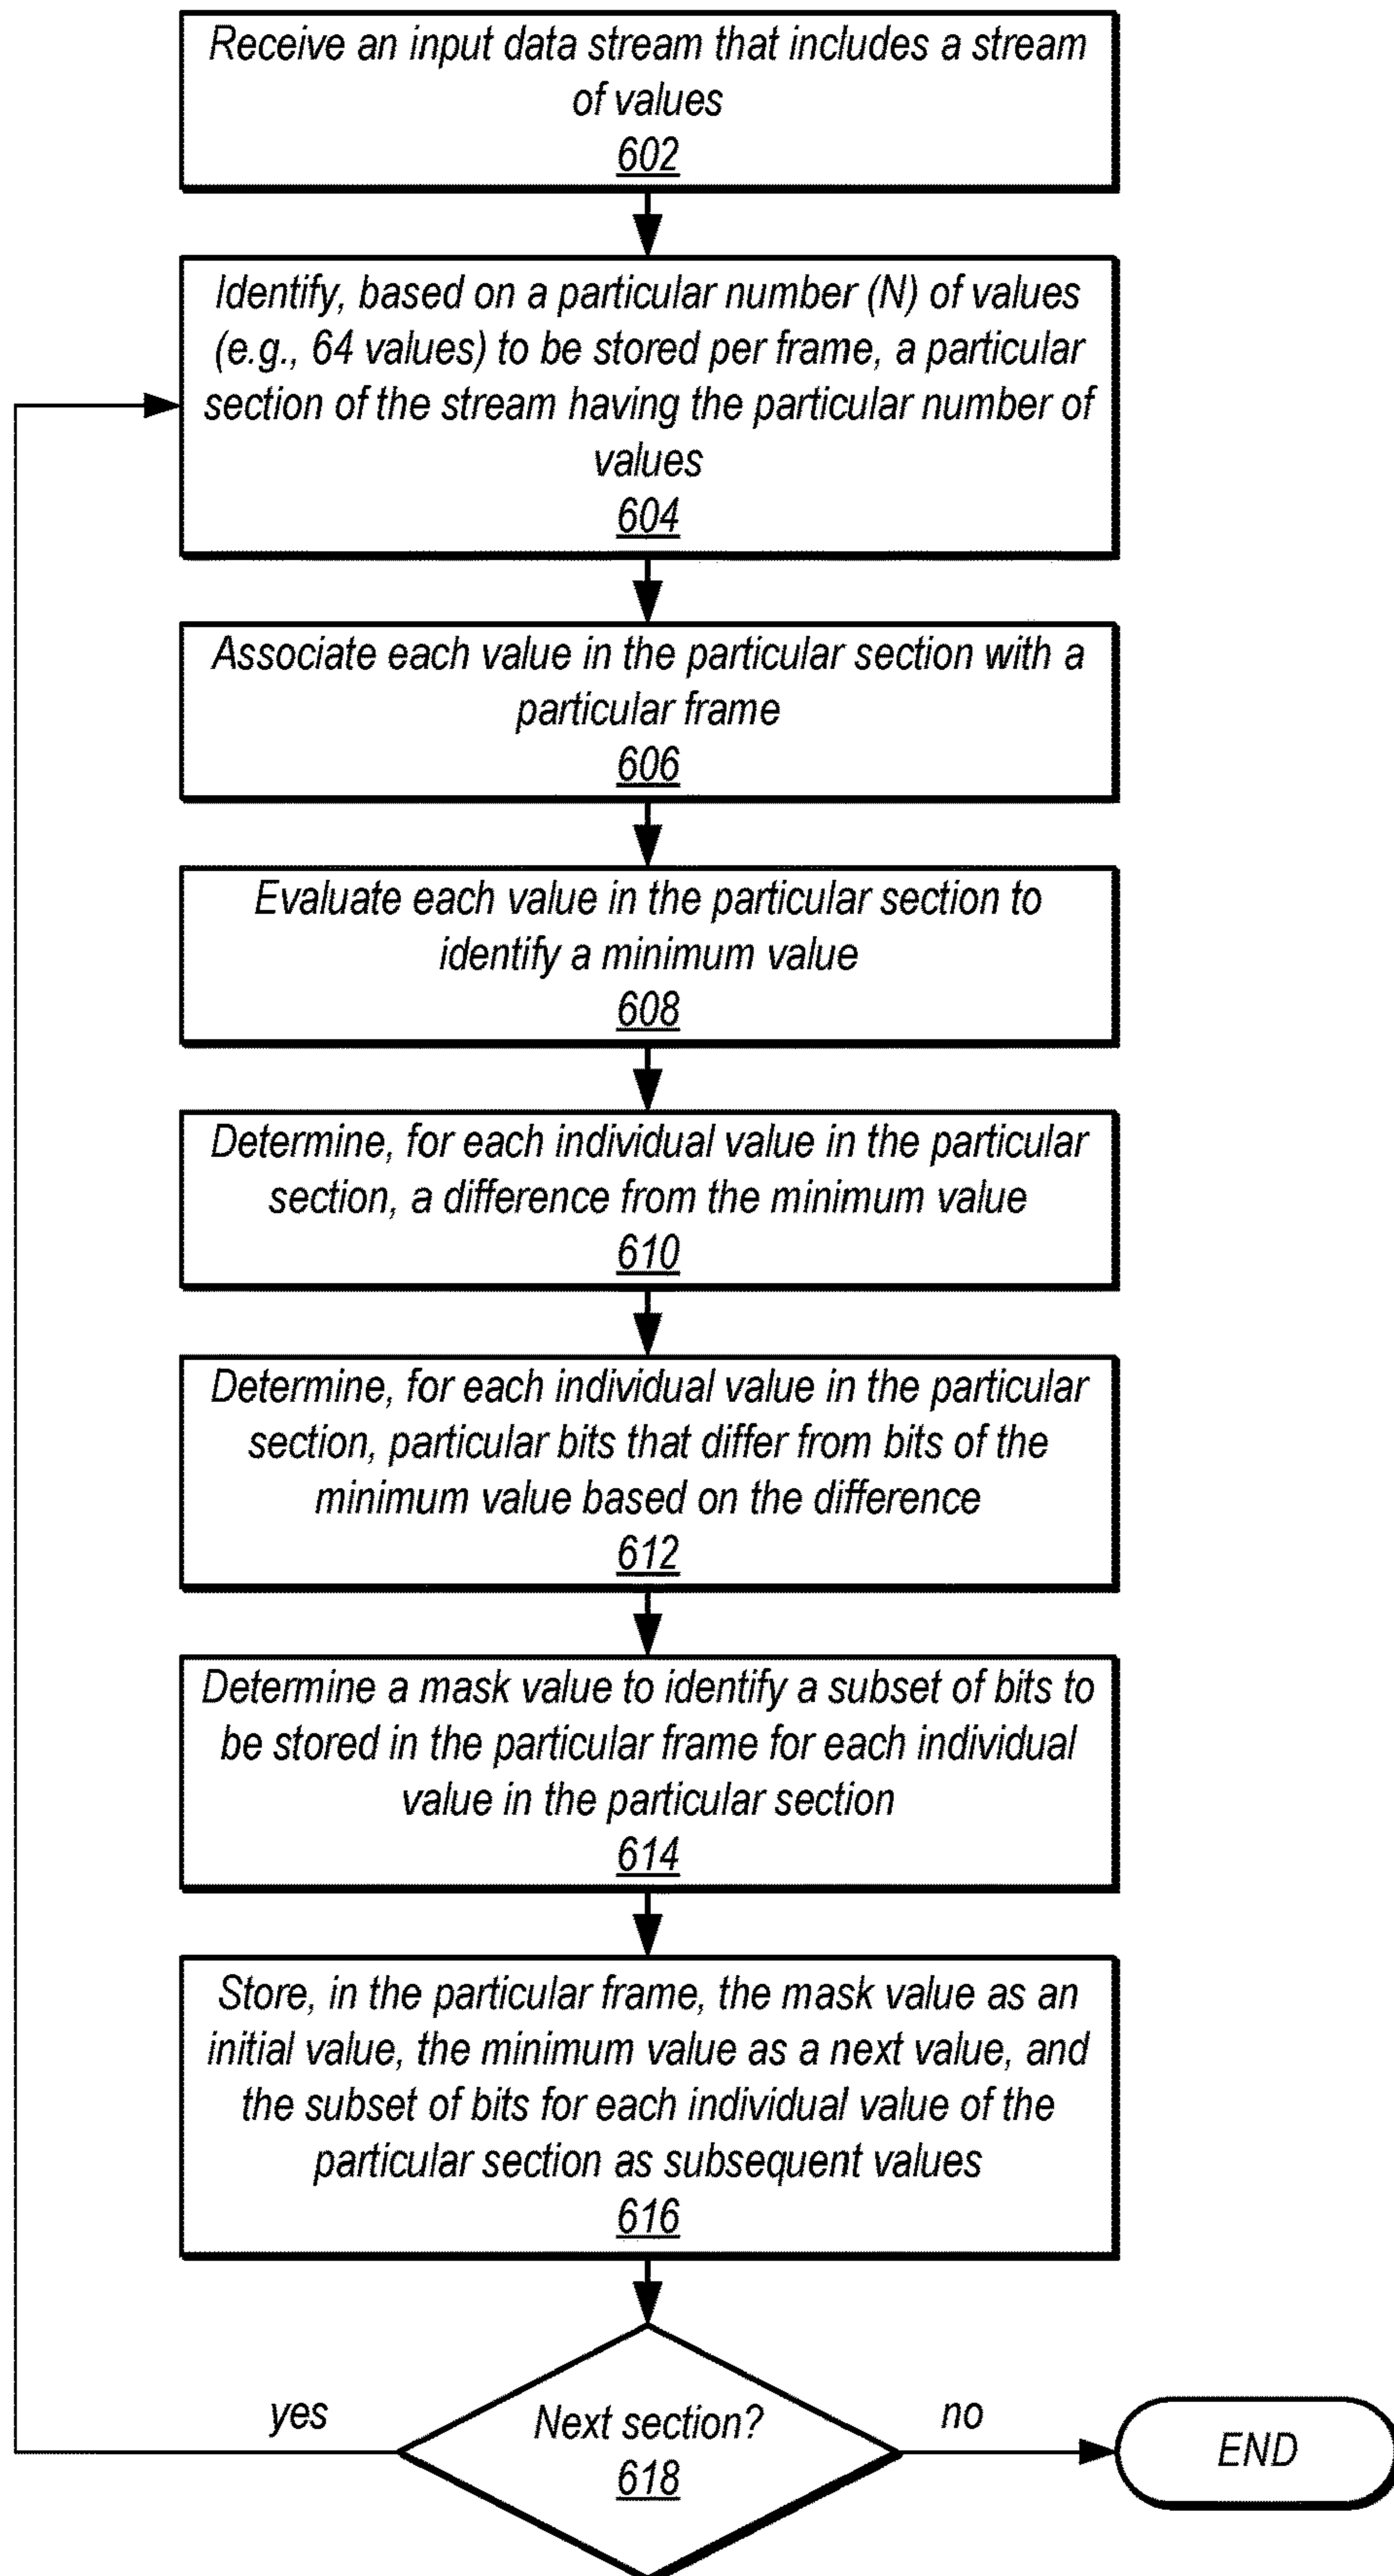 Receive an input data stream that includes a stream
of values
602
Identify, based on a particular number (N) of values
(e.g., 64 values) to be stored per frame, a particular
section of the stream having the particular number of
values
604
Associate each value in the particular section with a
particular frame
606
Evaluate each value in the particular section to
identify a minimum value
608
Determine, for each individual value in the particular
section, a difference from the minimum value
610
Determine, for each individual value in the particular
section, particular bits that differ from bits of the
minimum value based on the difference
612
Determine a mask value to identify a subset of bits to
be stored in the particular frame for each individual
value in the particular section
614
Store, in the particular frame, the mask value as an
initial value, the minimum value as a next value, and
the subset of bits for each individual value of the
particular section as subsequent values
616
yes
Next section?
618
no
END